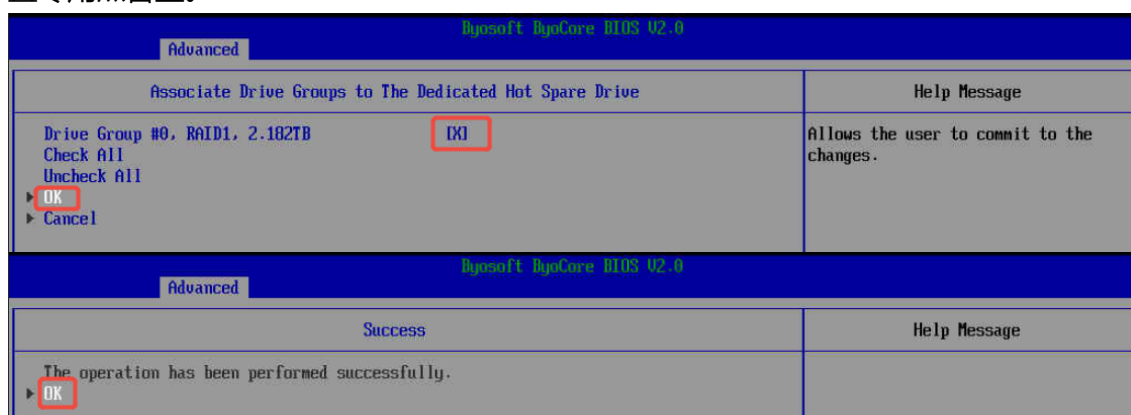 Byosoft ByoCore BIOS V2.0
Advanced
Associate Drive Groups to The Dedicated Hot Spare Drive
Help Message
Drive Group #0, RAID1, 2.182TB [X]
Allows the user to commit to the
Check All
changes.
Uncheck All
OK
Cancel
Byosoft ByoCore BIOS V2.0
Advanced
Success
Help Message
The operation has been performed successfully.
OK